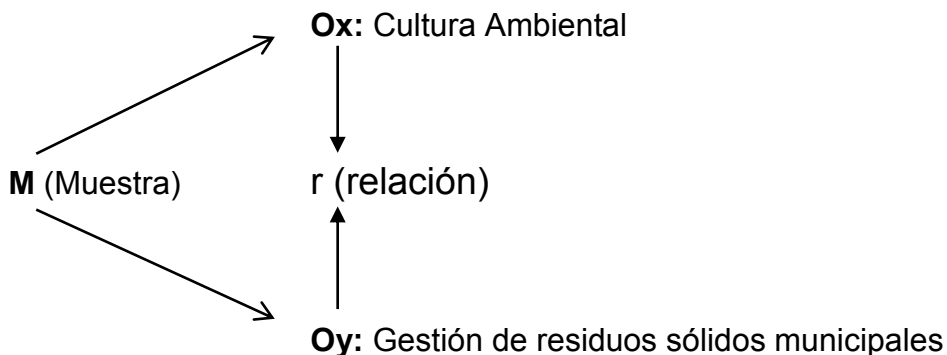 Ox: Cultura Ambiental
M (Muestra) r (relación)
Oy: Gestión de residuos sólidos municipales